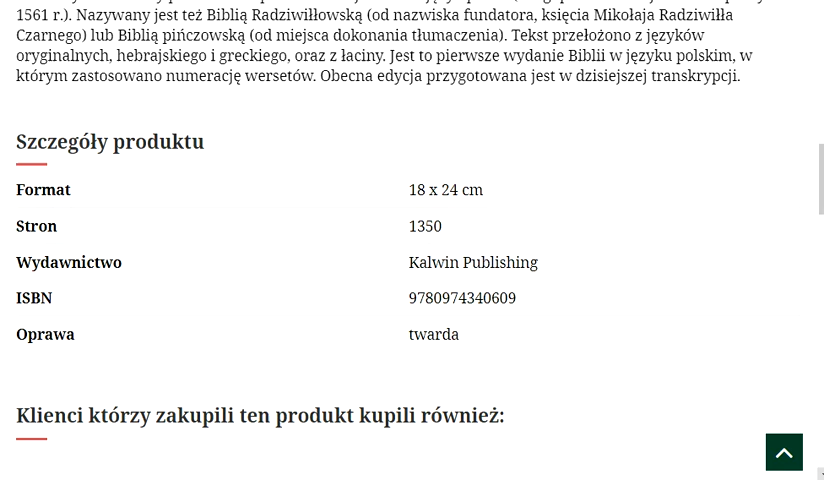 1561 r.). Nazywany jest też Biblią Radziwiłłowską (od nazwiska fundatora, księcia Mikołaja Radziwiłła
Czarnego) lub Biblią pińczowską (od miejsca dokonania tłumaczenia). Tekst przełożono z języków
oryginalnych, hebrajskiego i greckiego, oraz z łaciny. Jest to pierwsze wydanie Biblii w języku polskim, w
którym zastosowano numerację wersetów. Obecna edycja przygotowana jest w dzisiejszej transkrypcji.
Szczegóły produktu
Format 18 x 24 cm
Stron 1350
Wydawnictwo Kalwin Publishing
ISBN 9780974340609
Oprawa twarda
Klienci którzy zakupili ten produkt kupili również: